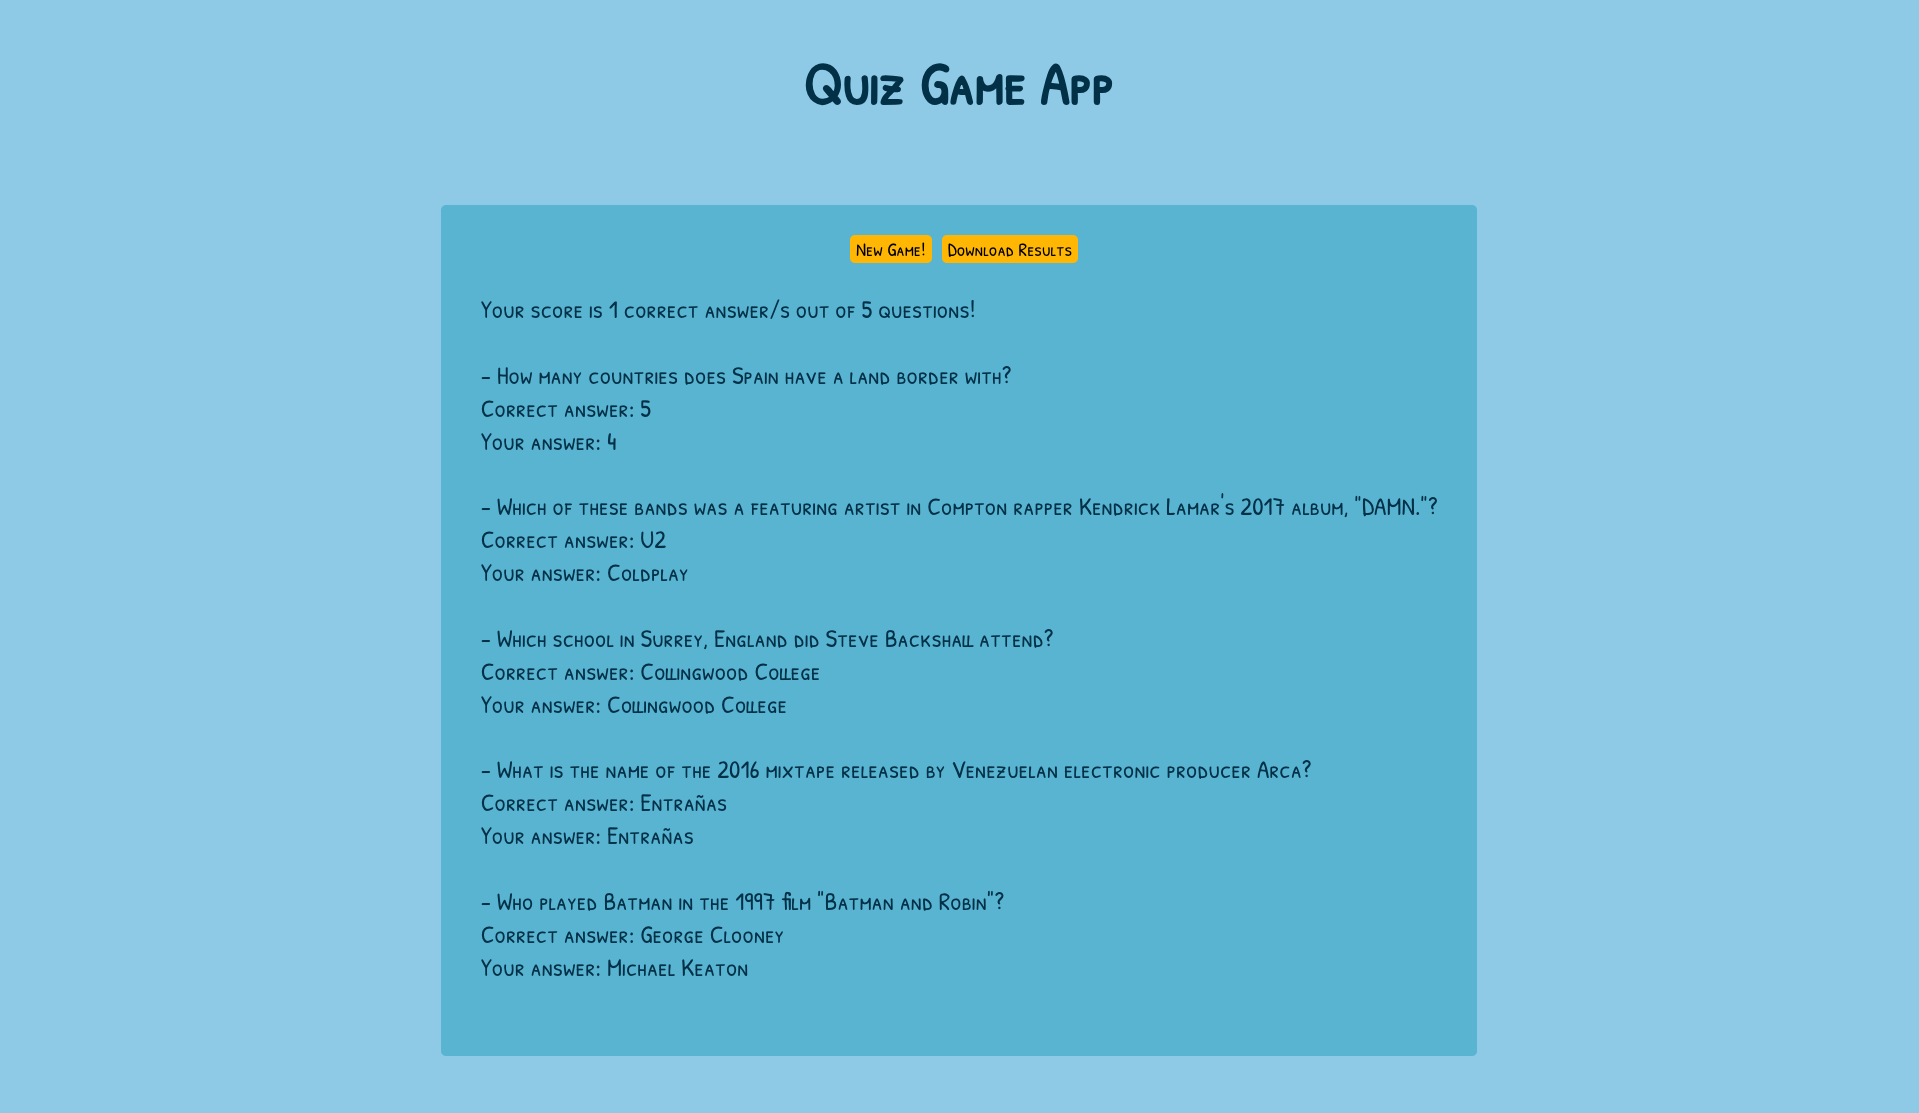 Quiz Game App
New Game! Download Results
Your score is 1 correct answer/s out of 5 questions!
- How many countries does Spain have a land border with?
Correct answer: 5
Your answer: 4
- Which of these bands was a featuring artist in Compton rapper Kendrick Lamar's 2017 album, "DAMN."?
Correct answer: U2
Your answer: Coldplay
- Which school in Surrey, England did Steve Backshall attend?
Correct answer: Collingwood College
Your answer: Collingwood College
- What is the name of the 2016 mixtape released by Venezuelan electronic producer Arca?
Correct answer: Entrañas
Your answer: Entrañas
- Who played Batman in the 1997 film "Batman and Robin"?
Correct answer: George Clooney
Your answer: Michael Keaton